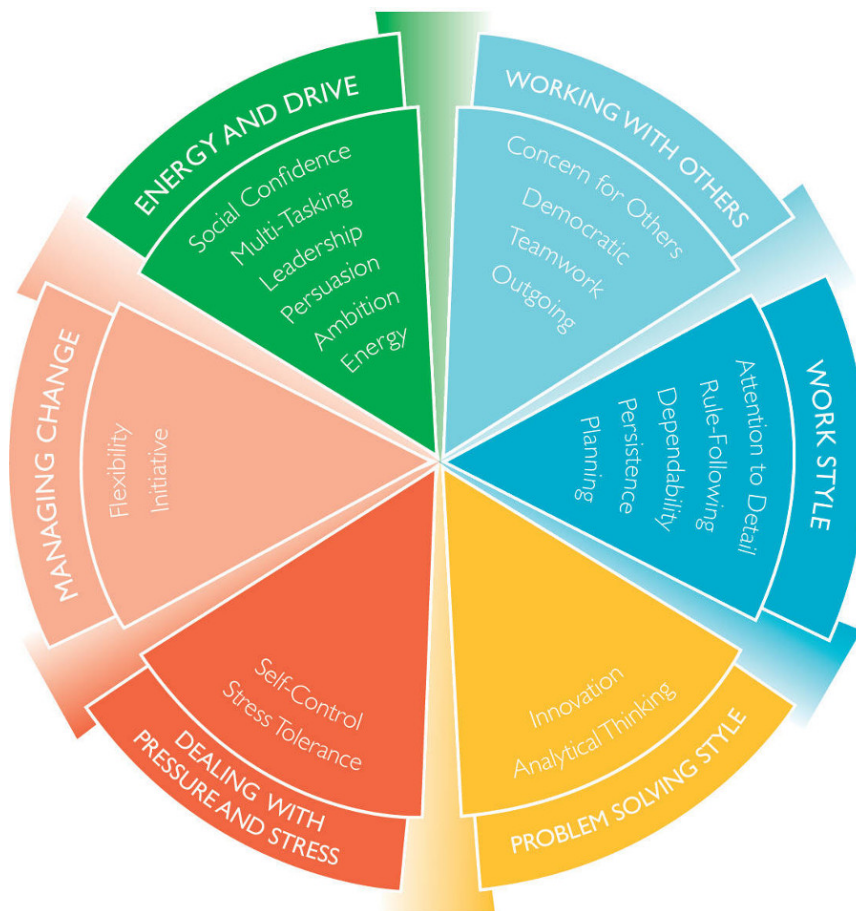 ENERGY AND DRIVE
Social Confidence
Multi-Tasking
Leadership
Persuasion
Ambition
Energy
WORKING WITH OTHERS
Concern for Others
Democratic
Teamwork
Outgoing
WORK STYLE
Attention to Detail
Rule-Following
Dependability
Persistence
Planning
PROBLEM SOLVING STYLE
Innovation
Analytical Thinking
DEALING WITH
PRESSURE AND STRESS
Self-Control
Stress Tolerance
MANAGING CHANGE
Flexibility
Initiative